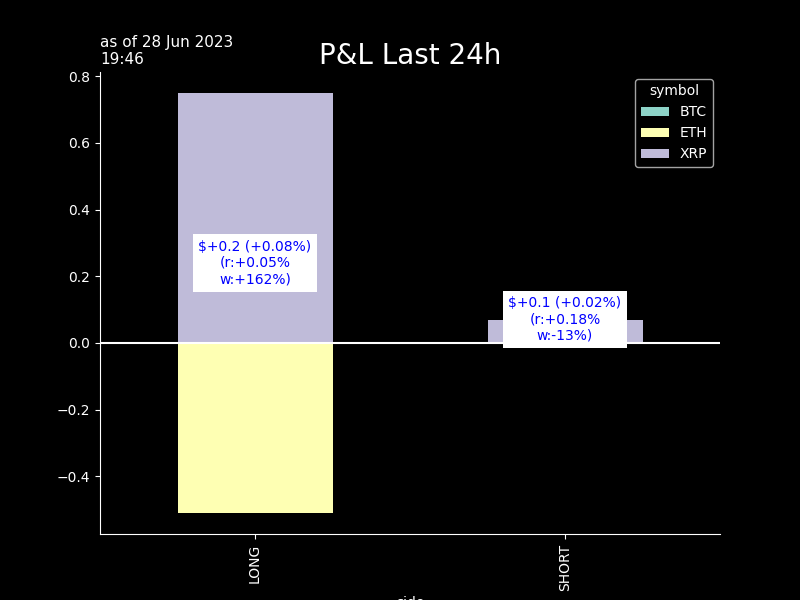 as of 28 Jun 2023
19:46
P&L Last 24h
symbol
BTC
ETH
XRP
0.8
0.6
0.4
0.2
0.0
−0.2
−0.4
$+0.2 (+0.08%)
(r:+0.05%
w:+162%)
$+0.1 (+0.02%)
(r:+0.18%
w:-13%)
LONG
SHORT